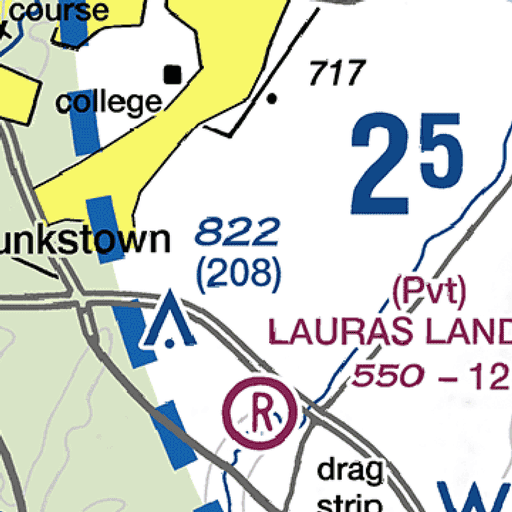 course
717
college
25
unkstown
822
(208)
(Pvt)
LAURAS LAND
550 – 12
R
drag
strip
W